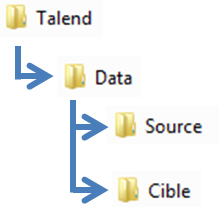 Talend
Data
Source
Cible